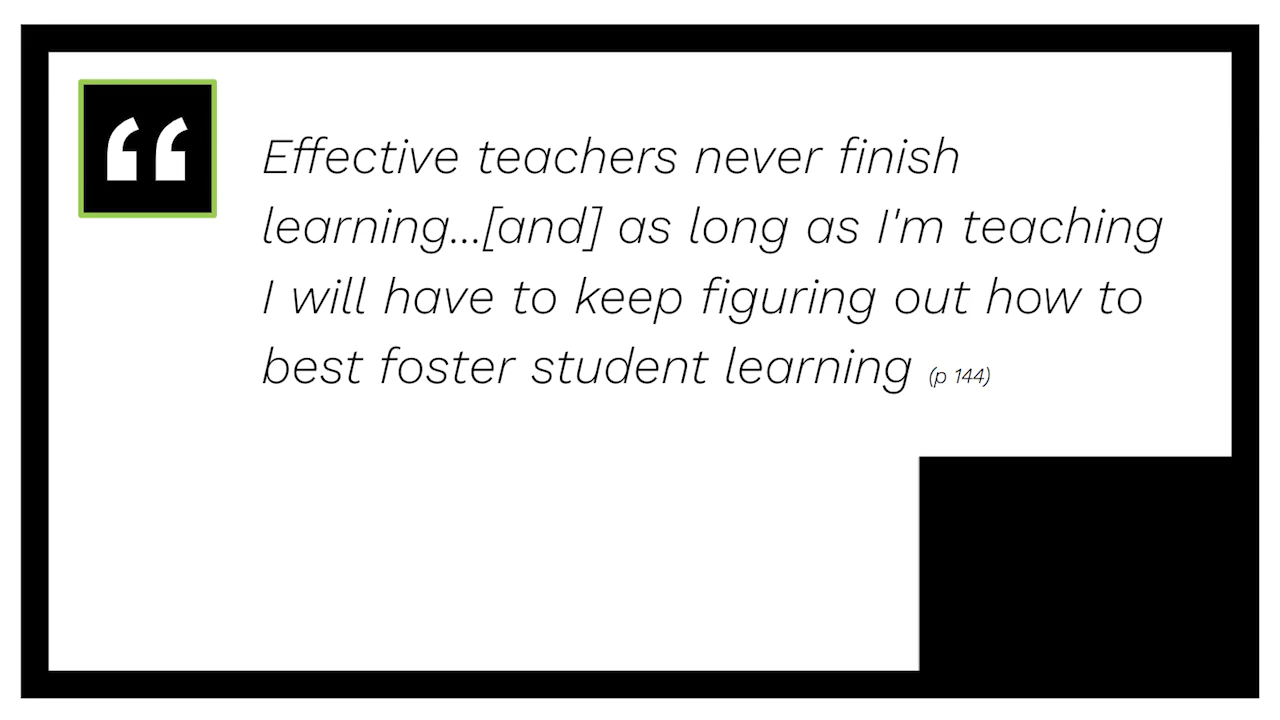 “
Effective teachers never finish
learning...[and] as long as I'm teaching
I will have to keep figuring out how to
best foster student learning (p 144)